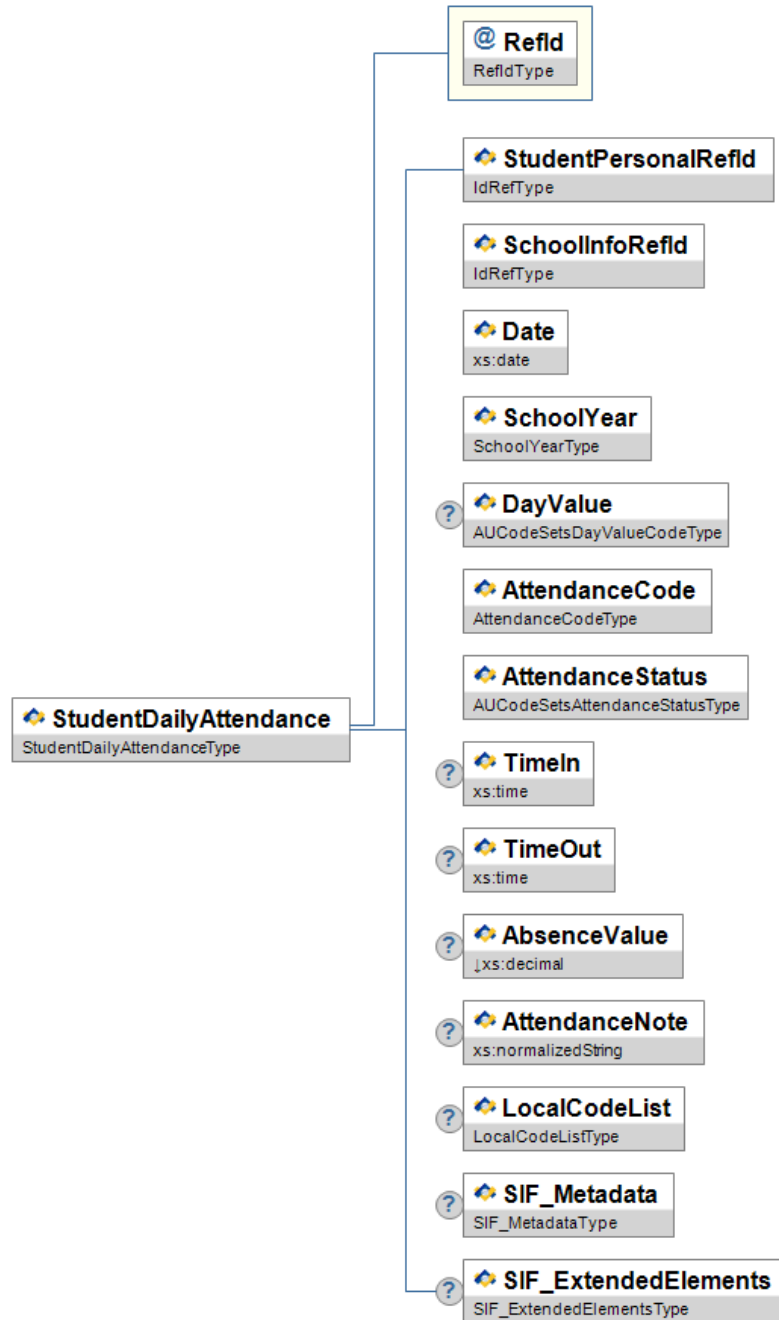 @ RefId
RefIdType
StudentPersonalRefId
IdRefType
SchoolInfoRefId
IdRefType
Date
xs:date
SchoolYear
SchoolYearType
? DayValue
AUCodeSetsDayValueCodeType
AttendanceCode
AttendanceCodeType
AttendanceStatus
AUCodeSetsAttendanceStatusType
StudentDailyAttendance
StudentDailyAttendanceType
? TimeIn
xs:time
? TimeOut
xs:time
? AbsenceValue
↓xs:decimal
? AttendanceNote
xs:normalizedString
? LocalCodeList
LocalCodeListType
? SIF_Metadata
SIF_MetadataType
? SIF_ExtendedElements
SIF_ExtendedElementsType